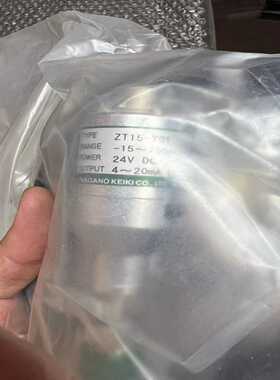 TYPE ZT15-
RANGE -15～
POWER 24V DC
OUTPUT 4～20mA
NAGANO KEIKI CO.,